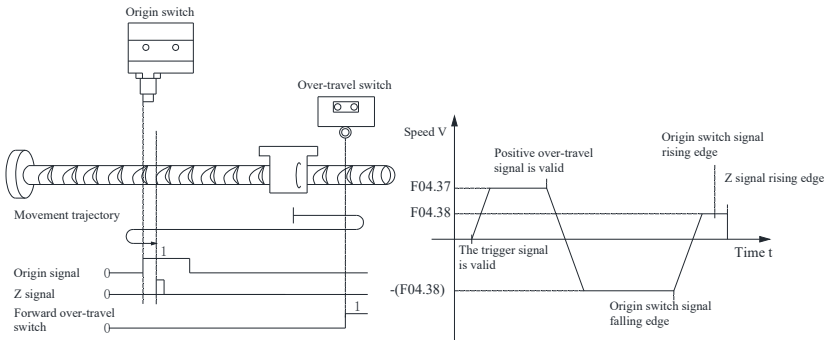 Origin switch
Over-travel switch
Movement trajectory
1
Origin signal
0
Z signal
0
1
Forward over-travel
switch
0
Speed V
Positive over-travel
signal is valid
Origin switch signal
rising edge
Z signal rising edge
F04.37
F04.38
The trigger signal
is valid
Time t
-(F04.38)
Origin switch signal
falling edge